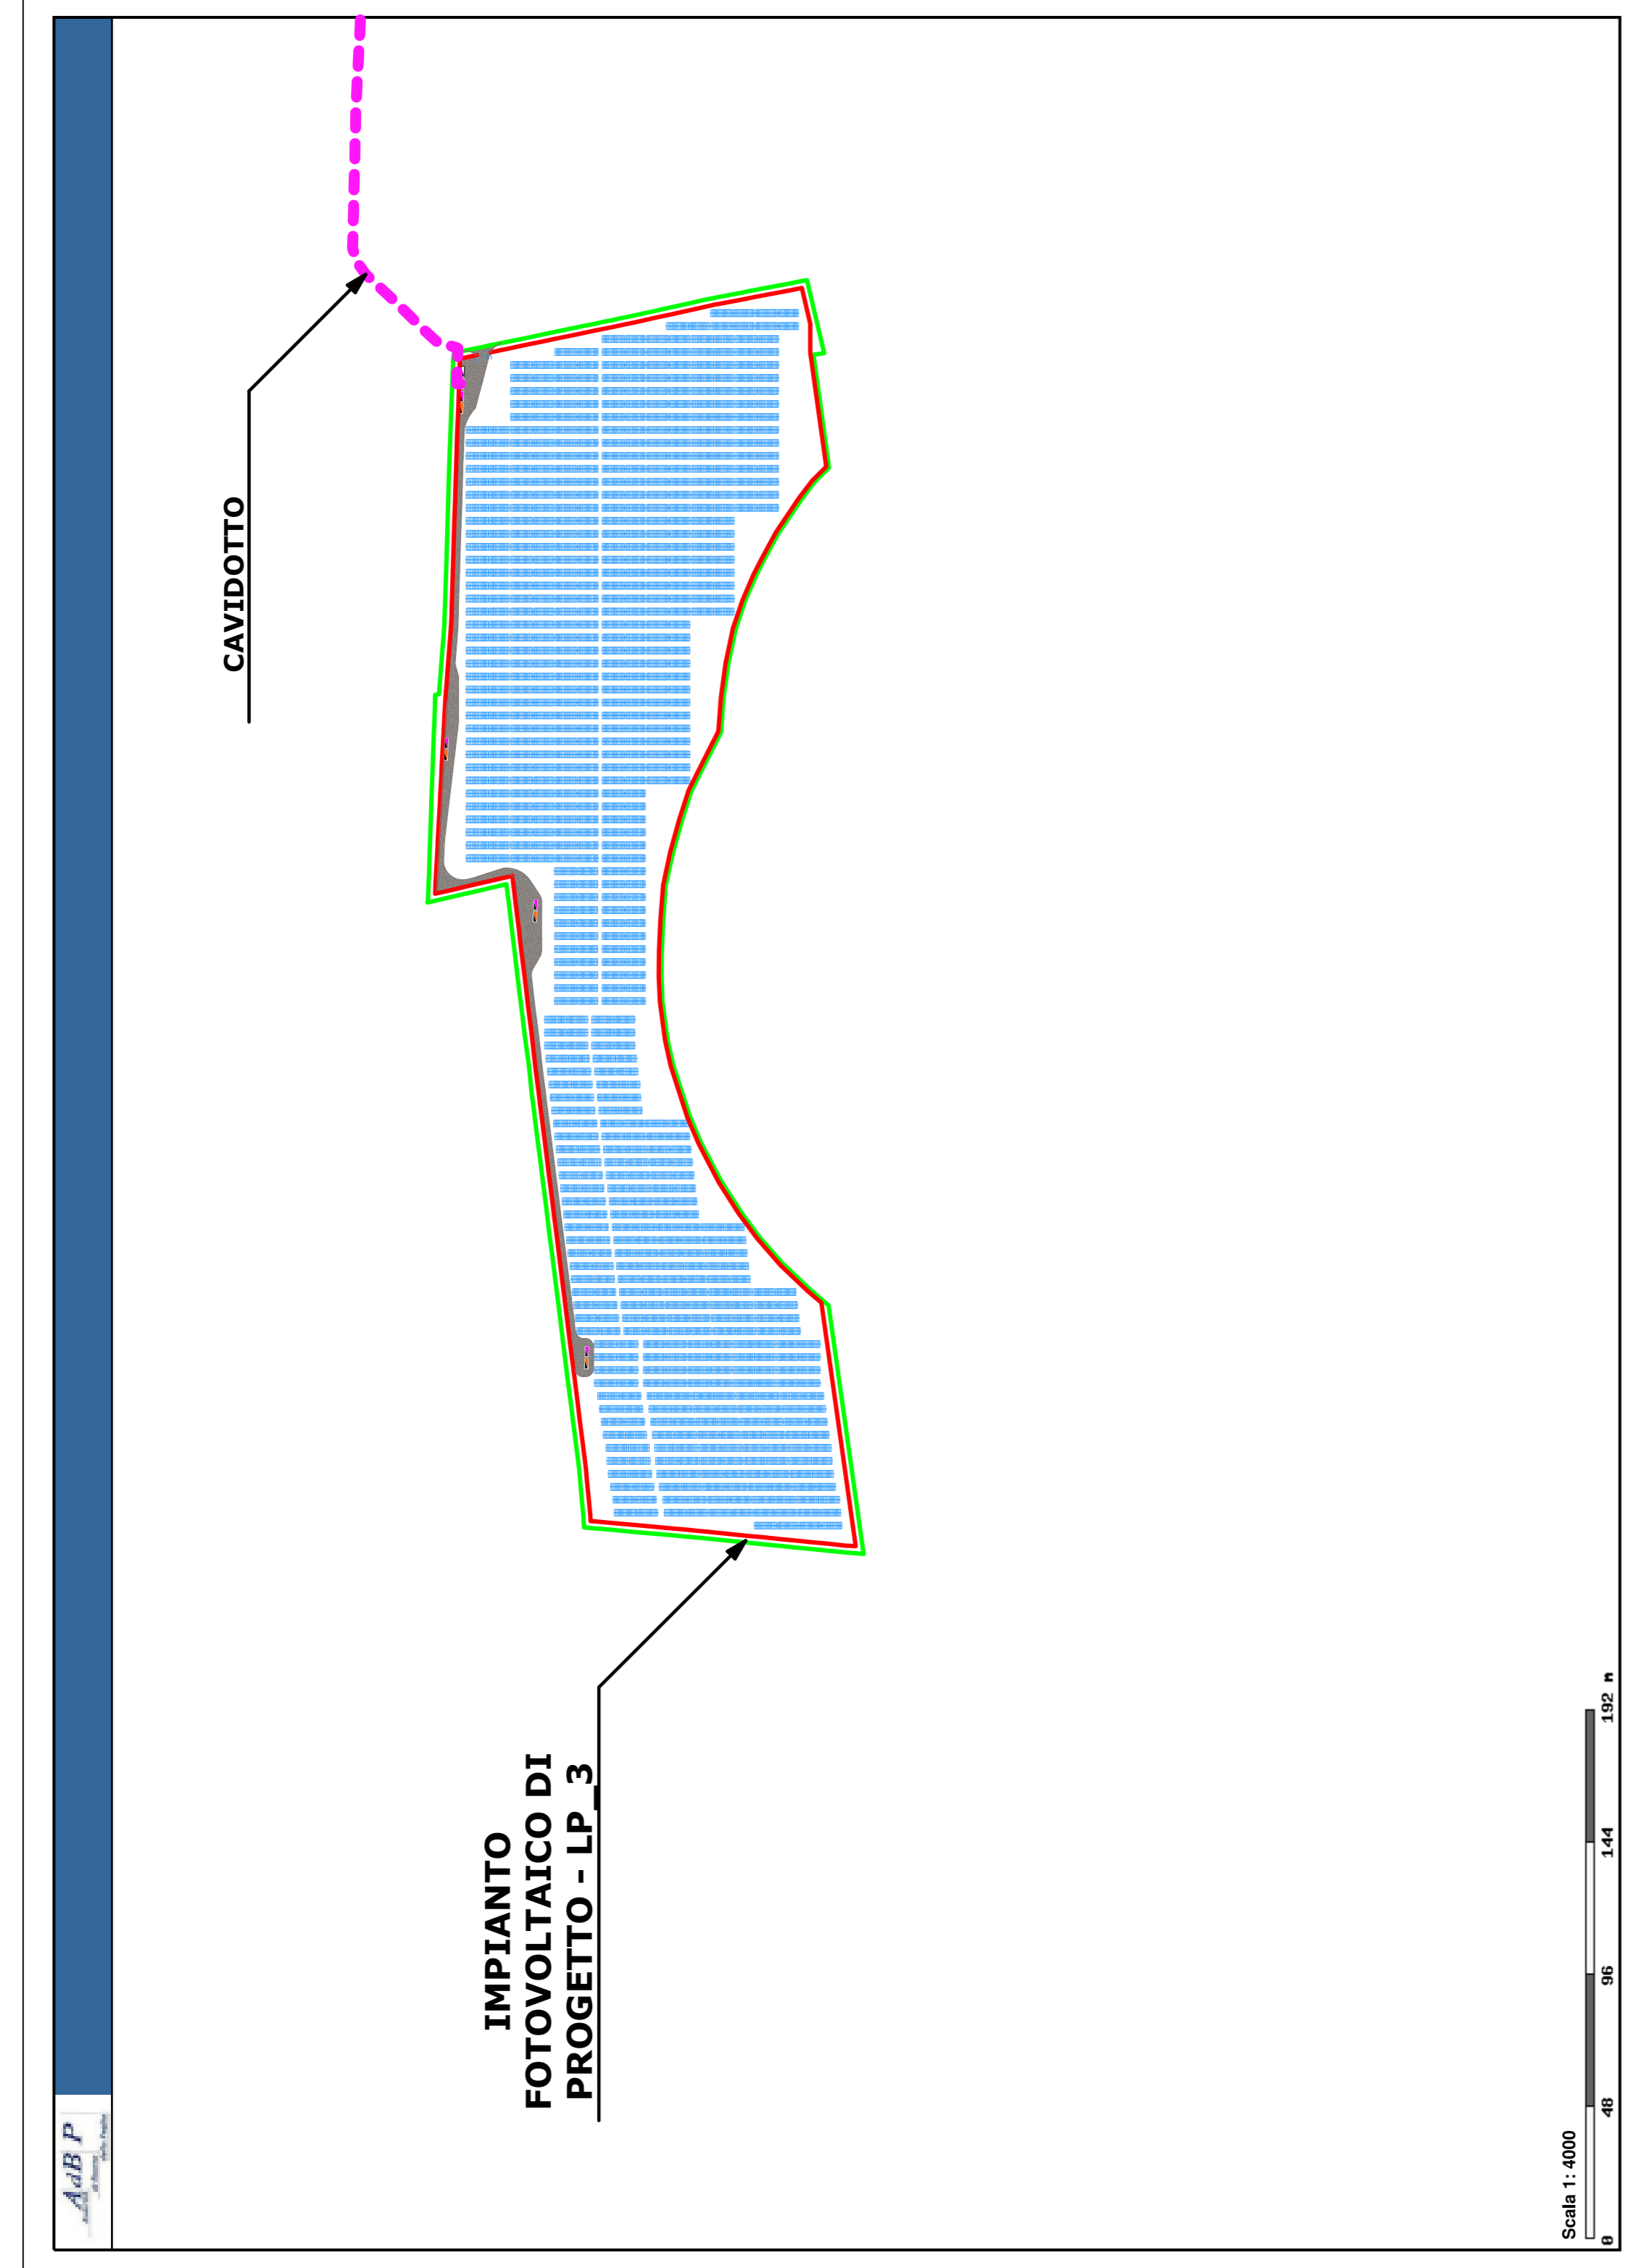 AdB P
CAVIDOTTO
IMPIANTO
FOTOVOLTAICO DI
PROGETTO – LP_3
Scala 1: 4000
0 48 96 144 192 m